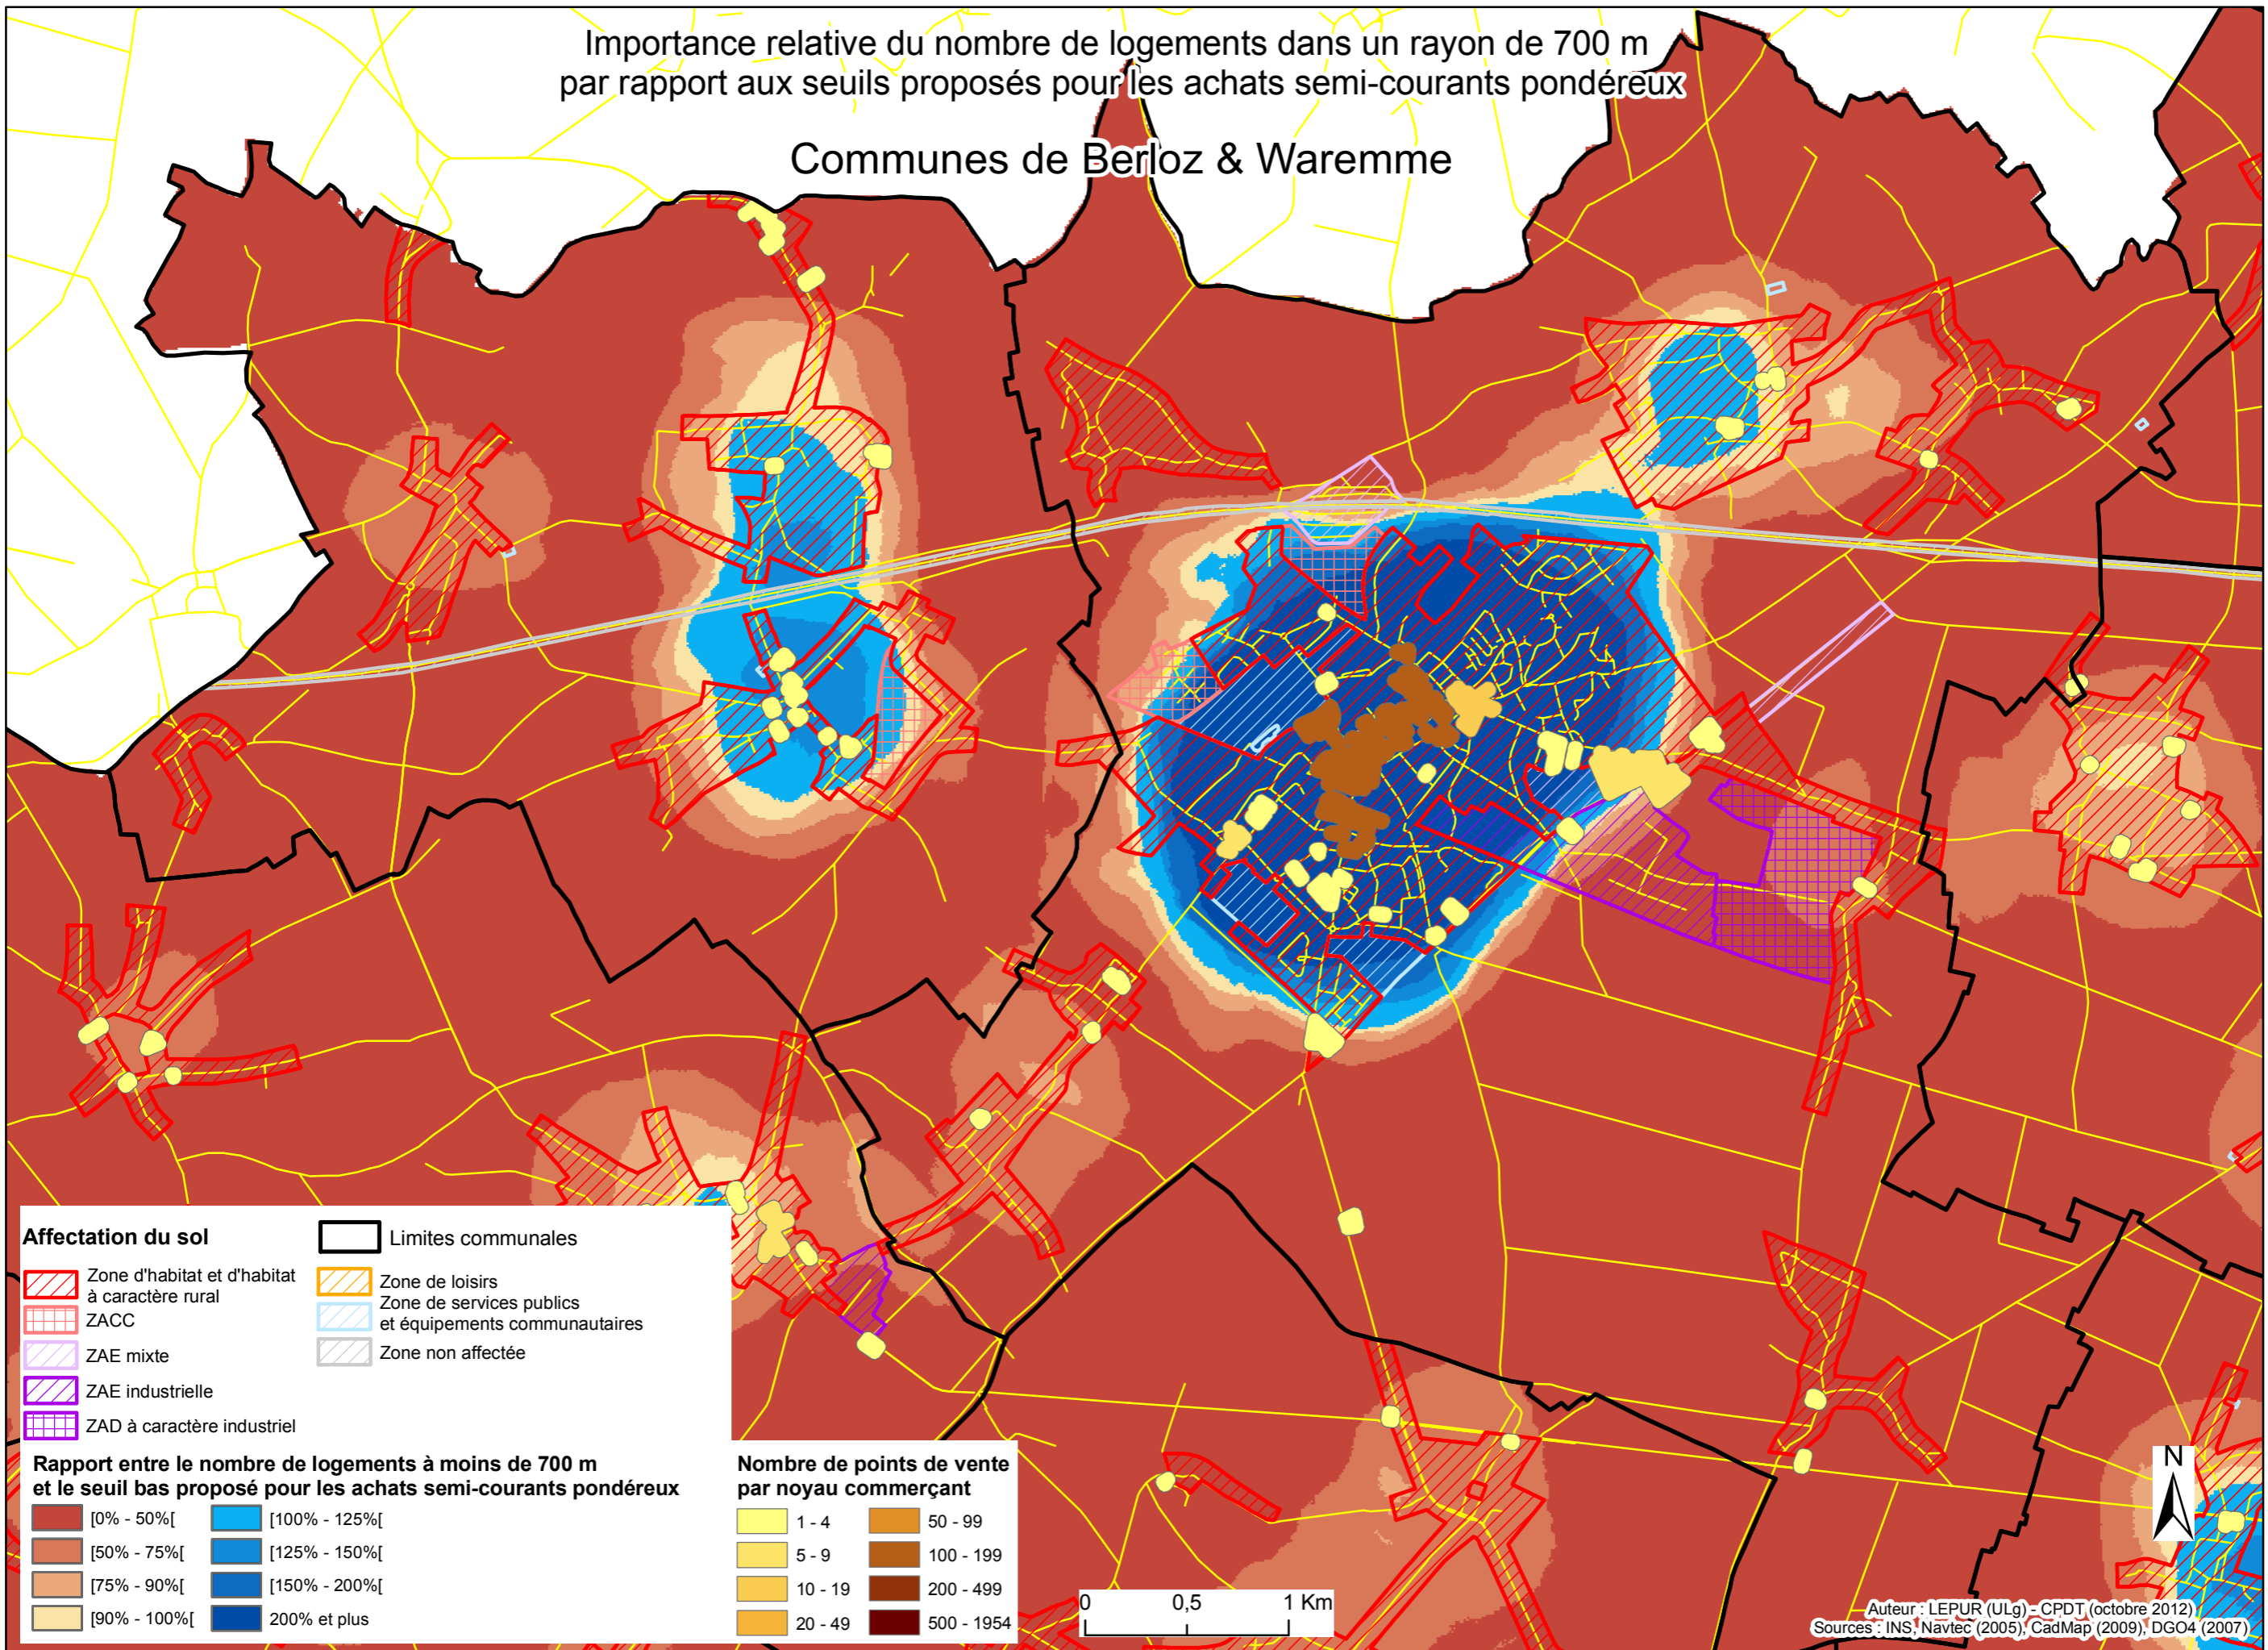 Importance relative du nombre de logements dans un rayon de 700 m
par rapport aux seuils proposés pour les achats semi-courants pondéreux
Communes de Berloz & Waremme
Affectation du sol
Zone d'habitat et d'habitat
à caractère rural
ZACC
ZAE mixte
ZAE industrielle
ZAD à caractère industriel
Limites communales
Zone de loisirs
Zone de services publics
et équipements communautaires
Zone non affectée
Rapport entre le nombre de logements à moins de 700 m
et le seuil bas proposé pour les achats semi-courants pondéreux
[0% - 50%[
[50% - 75%[
[75% - 90%[
[90% - 100%[
[100% - 125%[
[125% - 150%[
[150% - 200%[
200% et plus
Nombre de points de vente
par noyau commerçant
1 - 4
5 - 9
10 - 19
20 - 49
50 - 99
100 - 199
200 - 499
500 - 1954
0 0,5 1 Km
N
Auteur : LEPUR (ULg) - CPDT (octobre 2012)
Sources : INS, Navtec (2005), CadMap (2009), DGO4 (2007)